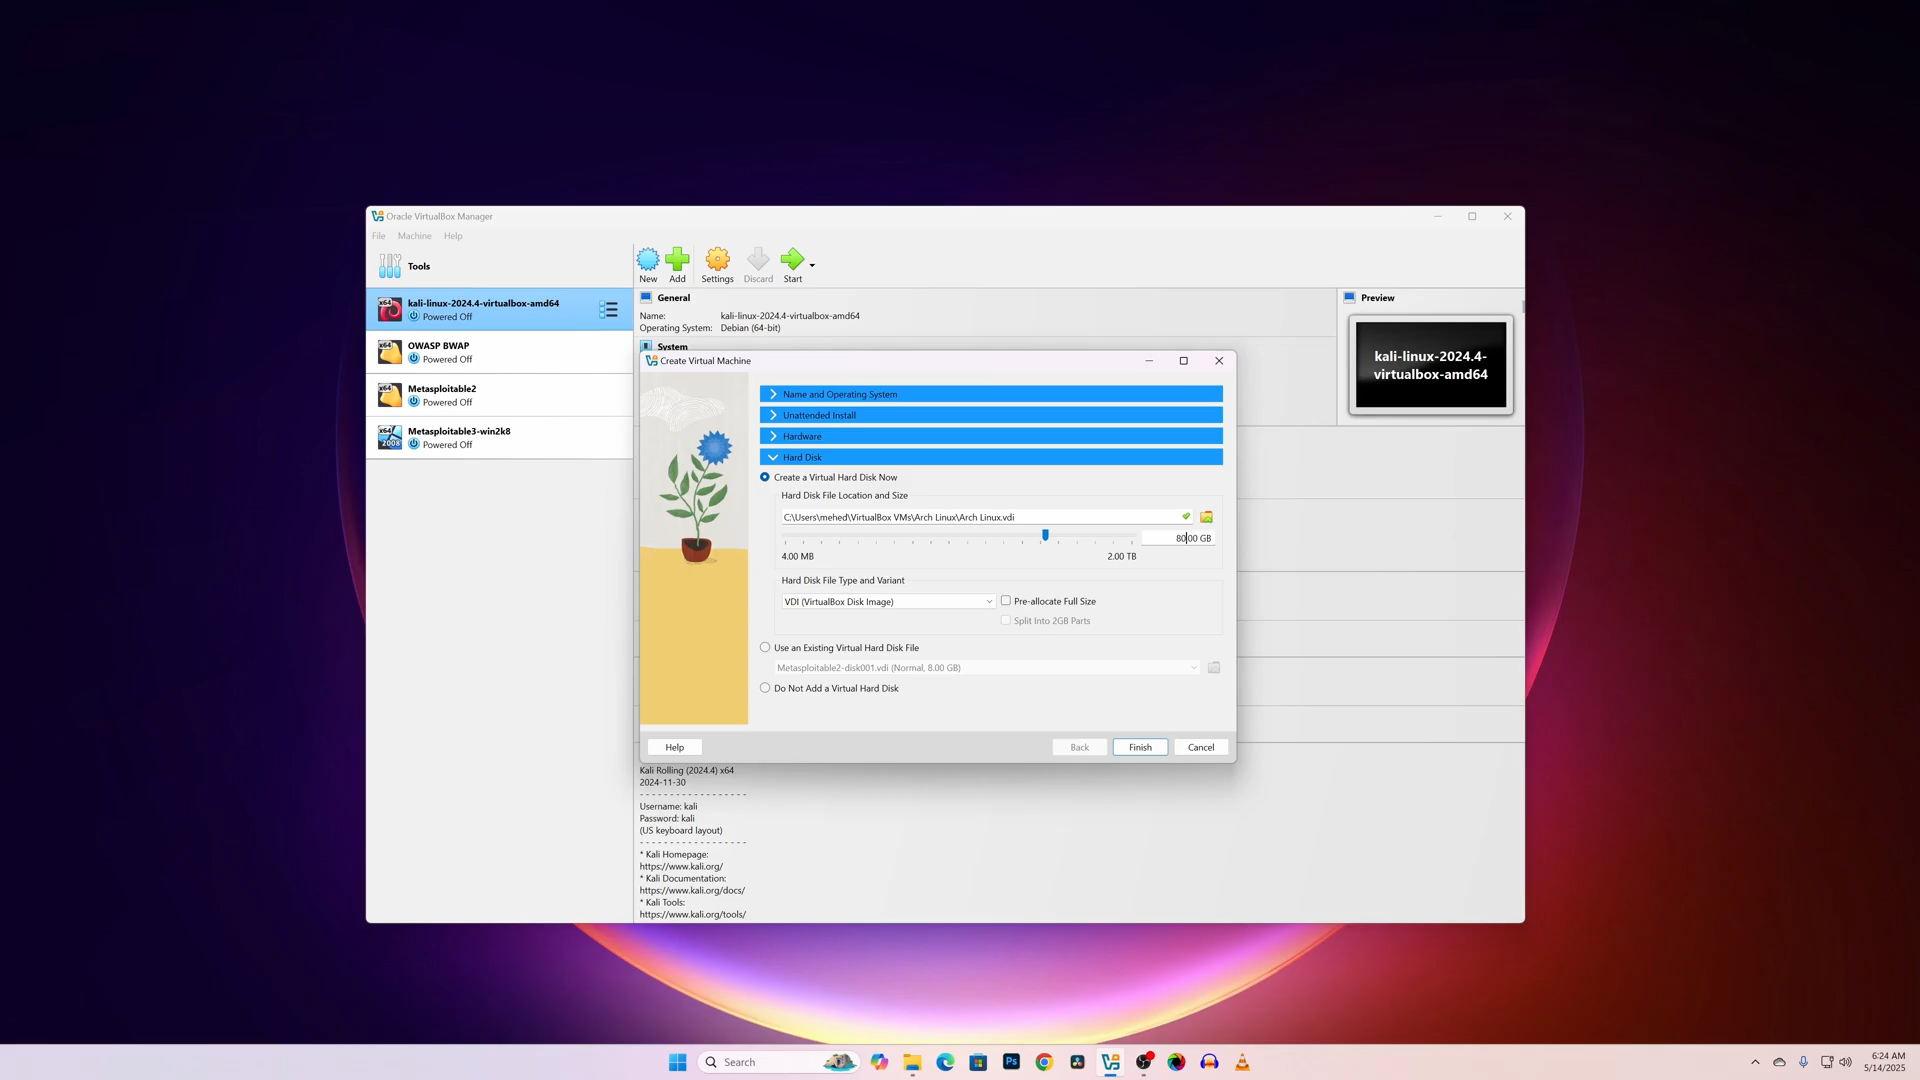 Oracle VirtualBox Manager
File Machine Help
Tools
New Add Settings Discard Start
x64
kali-linux-2024.4-virtualbox-amd64
Powered Off
x64
OWASP BWAP
Powered Off
x64
Metasploitable2
Powered Off
x64
2008
Metasploitable3-win2k8
Powered Off
General
Name: kali-linux-2024.4-virtualbox-amd64
Operating System: Debian (64-bit)
System
Preview
kali-linux-2024.4-
virtualbox-amd64
Create Virtual Machine
Name and Operating System
Unattended Install
Hardware
Hard Disk
Create a Virtual Hard Disk Now
Hard Disk File Location and Size
C:\Users\mehed\VirtualBox VMs\Arch Linux\Arch Linux.vdi
80.00 GB
4.00 MB 2.00 TB
Hard Disk File Type and Variant
VDI (VirtualBox Disk Image) Pre-allocate Full Size
Split Into 2GB Parts
Use an Existing Virtual Hard Disk File
Metasploitable2-disk001.vdi (Normal, 8.00 GB)
Do Not Add a Virtual Hard Disk
Help Back Finish Cancel
Kali Rolling (2024.4) x64
2024-11-30
- - - - - - - - - - - - - - - - - - -
Username: kali
Password: kali
(US keyboard layout)
- - - - - - - - - - - - - - - - - - -
* Kali Homepage:
https://www.kali.org/
* Kali Documentation:
https://www.kali.org/docs/
* Kali Tools:
https://www.kali.org/tools/
Search
Ps
6:24 AM
5/14/2025